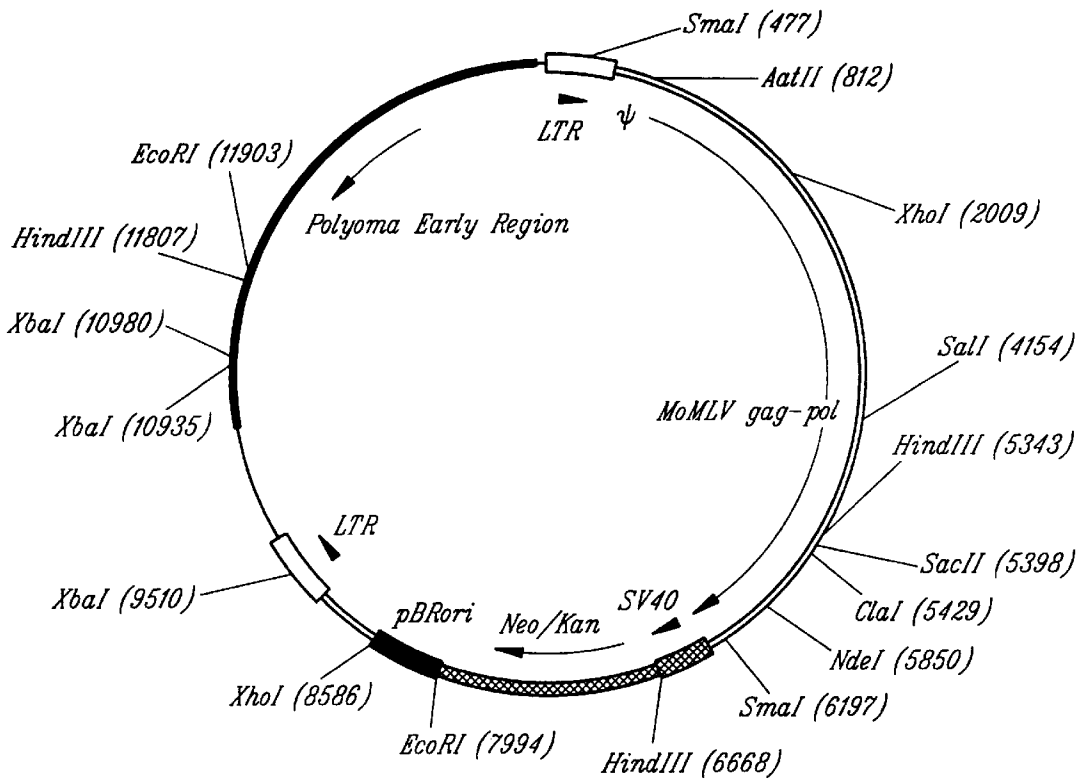 SmaI (477)
AatII (812)
LTR
ψ
EcoRI (11903)
XhoI (2009)
Polyoma Early Region
HindIII (11807)
XbaI (10980)
SalI (4154)
MoMLV gag-pol
XbaI (10935)
HindIII (5343)
LTR
SacII (5398)
XbaI (9510)
SV40
ClaI (5429)
pBRori
Neo/Kan
NdeI (5850)
XhoI (8586)
SmaI (6197)
EcoRI (7994)
HindIII (6668)